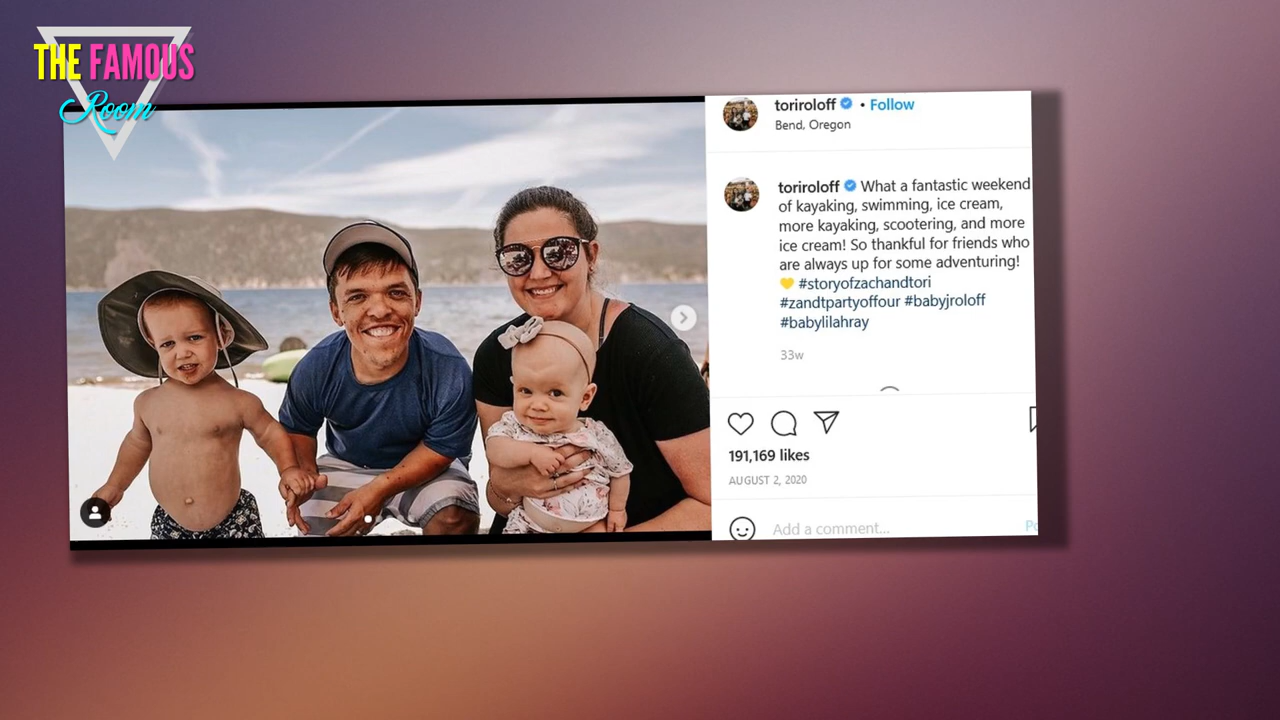 THE FAMOUS
Room
toriroloff • Follow
Bend, Oregon
toriroloff What a fantastic weekend
of kayaking, swimming, ice cream,
more kayaking, scootering, and more
ice cream! So thankful for friends who
are always up for some adventuring!
💛 #storyofzachandtori
#zandtpartyoffour #babyjroloff
#babylilahray
33w
191,169 likes
AUGUST 2, 2020
Add a comment...